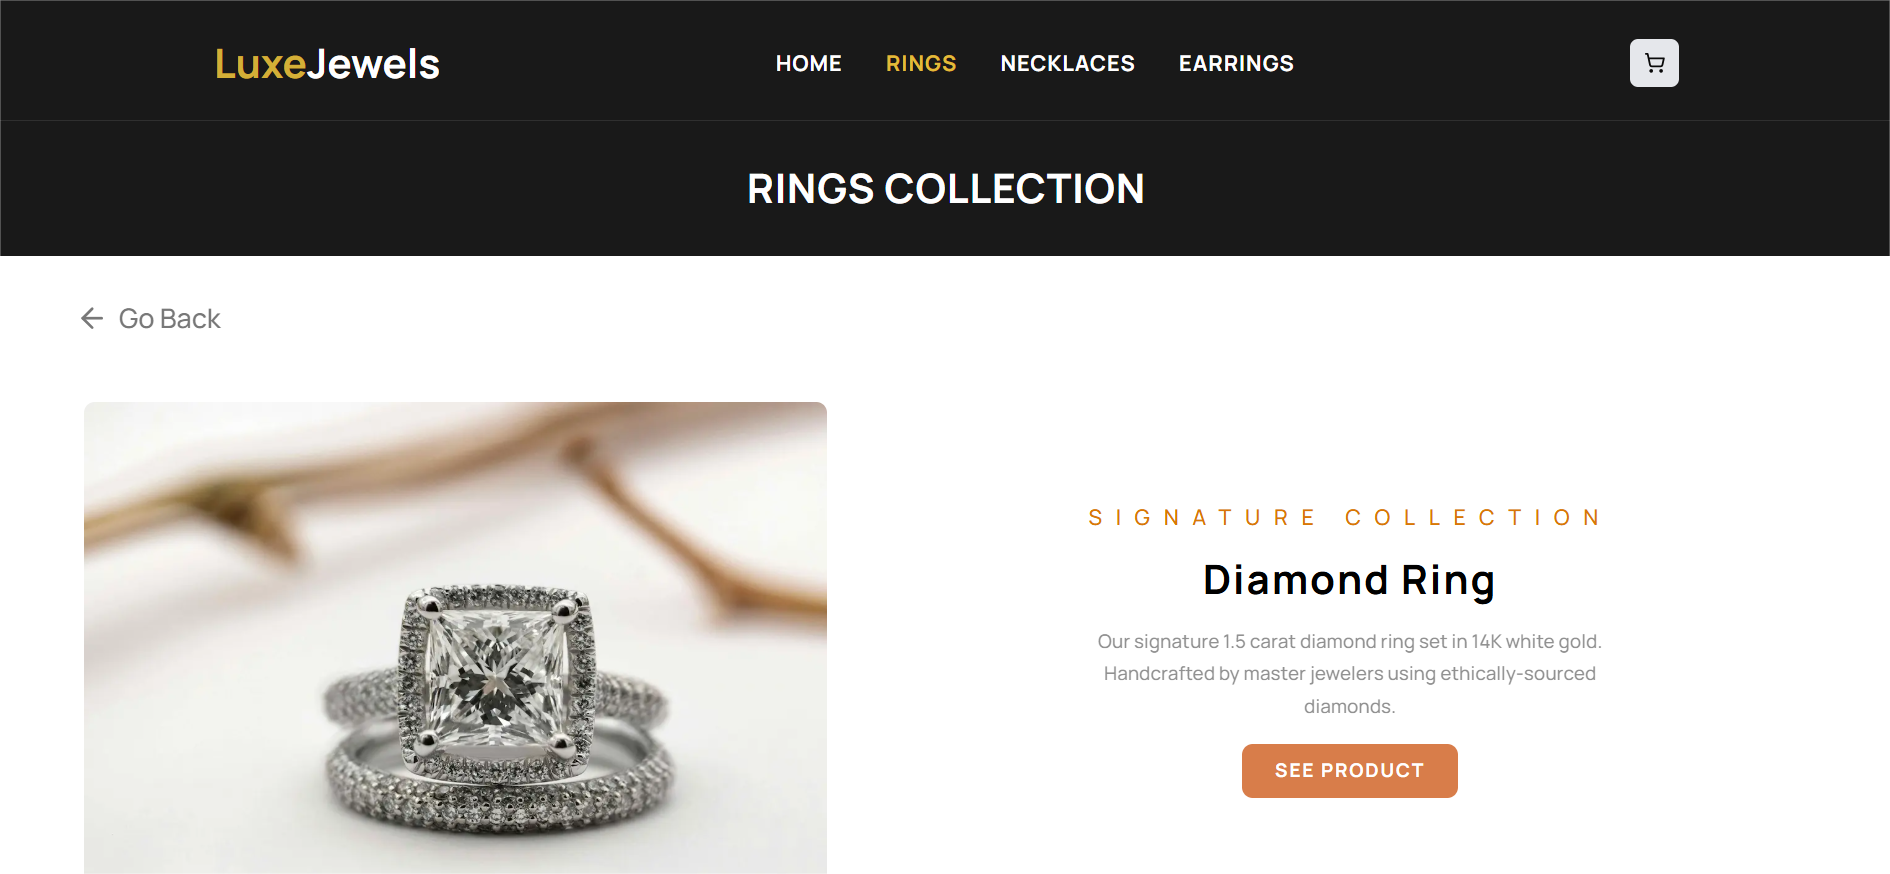 LuxeJewels
HOME RINGS NECKLACES EARRINGS
RINGS COLLECTION
Go Back
SIGNATURE COLLECTION
Diamond Ring
Our signature 1.5 carat diamond ring set in 14K white gold.
Handcrafted by master jewelers using ethically-sourced
diamonds.
SEE PRODUCT